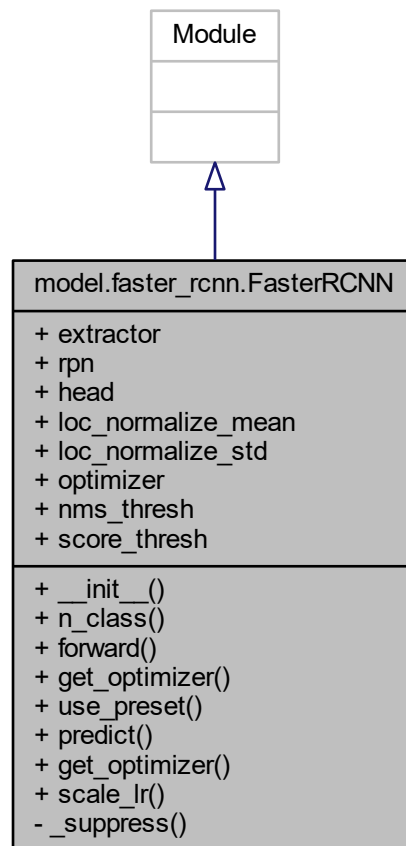 Module
model.faster_rcnn.FasterRCNN
+ extractor
+ rpn
+ head
+ loc_normalize_mean
+ loc_normalize_std
+ optimizer
+ nms_thresh
+ score_thresh
+ __init__()
+ n_class()
+ forward()
+ get_optimizer()
+ use_preset()
+ predict()
+ get_optimizer()
+ scale_lr()
- _suppress()